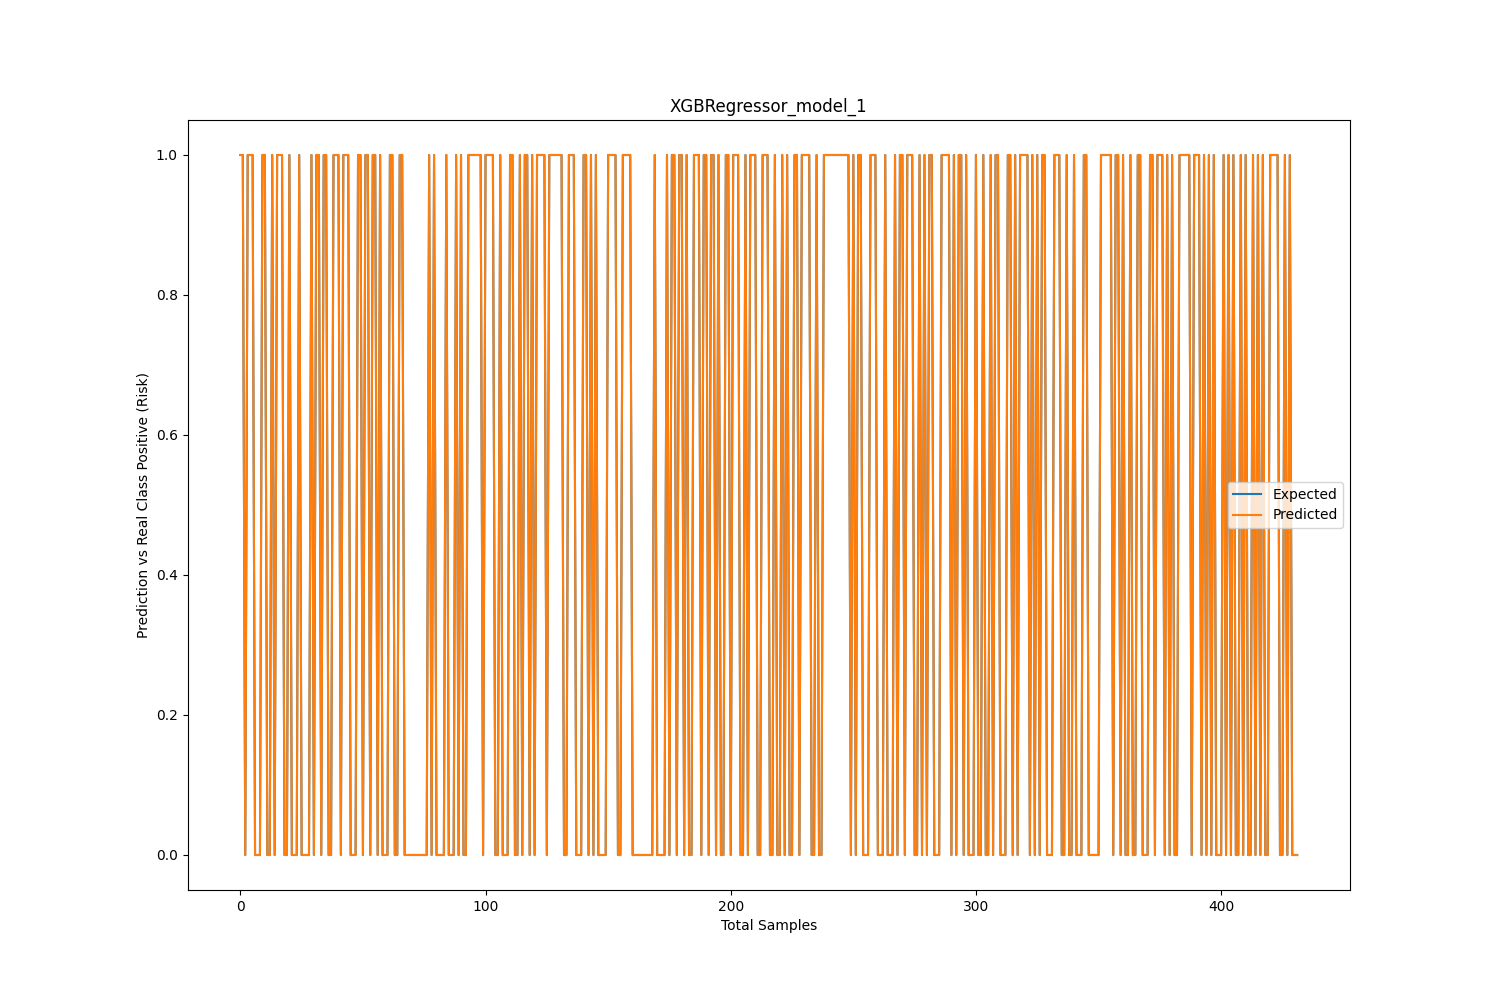 XGBRegressor_model_1
Prediction vs Real Class Positive (Risk)
1.0
0.8
0.6
0.4
0.2
0.0
Expected
Predicted
0 100 200 300 400
Total Samples